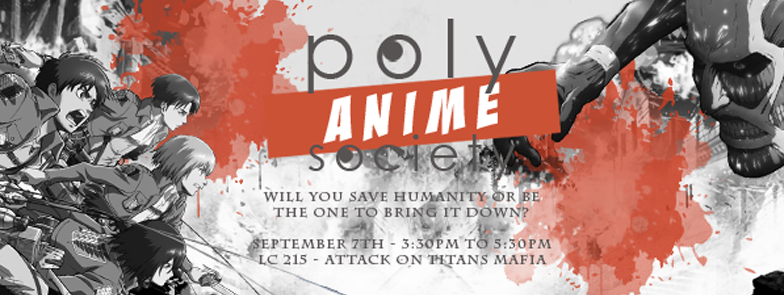 poly
ANIME
society
WILL YOU SAVE HUMANITY OR BE
THE ONE TO BRING IT DOWN?
SEPTEMBER 7TH - 3:30PM TO 5:30PM
LC 215 - ATTACK ON TITANS MAFIA